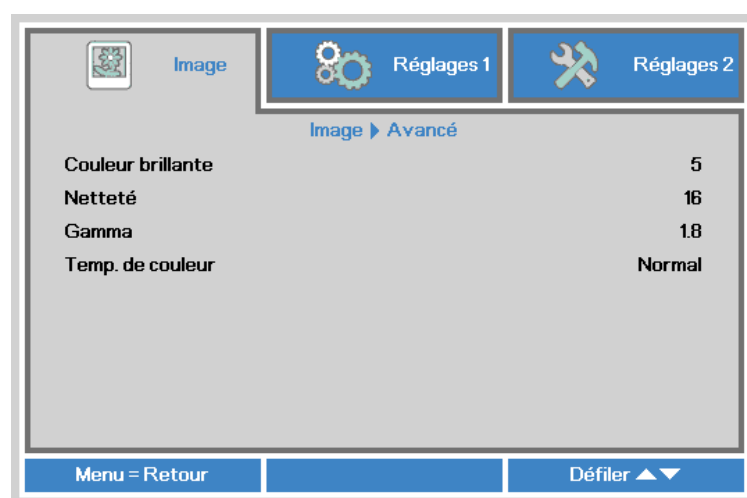 Image
Réglages 1
Réglages 2
Image Avancé
Couleur brillante 5
Netteté 16
Gamma 1.8
Temp. de couleur Normal
Menu = Retour
Défiler